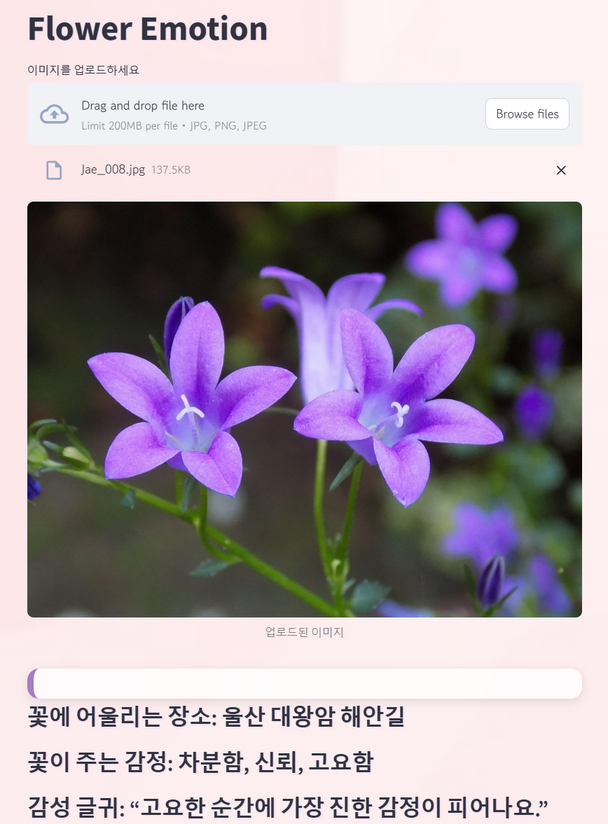 Flower Emotion
이미지를 업로드하세요
Drag and drop file here
Limit 200MB per file • JPG, PNG, JPEG
Browse files
Jae_008.jpg 137.5KB
업로드된 이미지
꽃에 어울리는 장소: 울산 대왕암 해안길
꽃이 주는 감정: 차분함, 신뢰, 고요함
감성 글귀: “고요한 순간에 가장 진한 감정이 피어나요.”